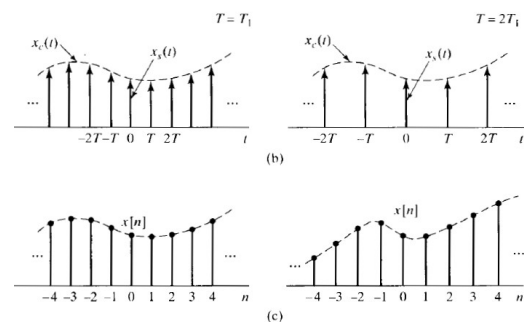 T = T₁
T = 2T₁
x_c(t)
x_s(t)
x_c(t)
x_s(t)
...
...
...
...
−2T −T 0 T 2T t
−2T −T 0 T 2T t
(b)
x[n]
x[n]
...
...
...
...
−4 −3 −2 −1 0 1 2 3 4 n
−4 −3 −2 −1 0 1 2 3 4 n
(c)